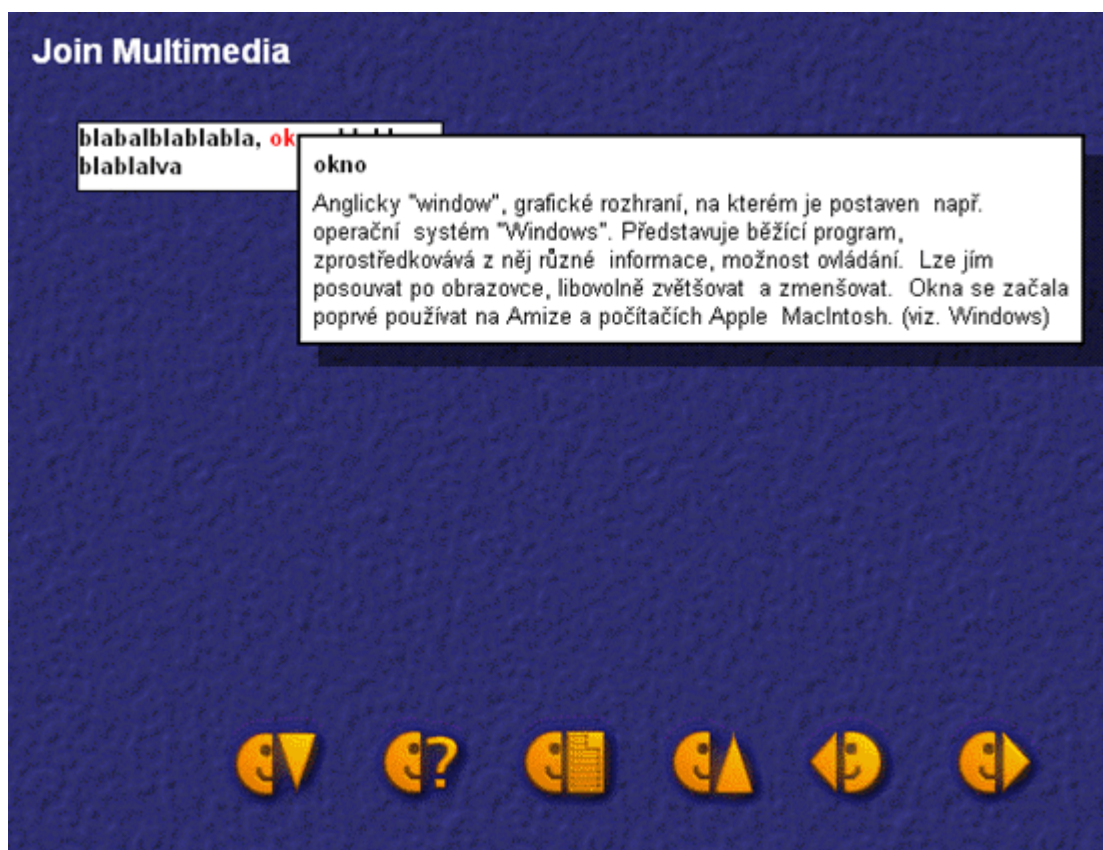 Join Multimedia
blabalblablabla, ok
blablalva
okno
Anglicky "window", grafické rozhraní, na kterém je postaven např.
operační systém "Windows". Představuje běžící program,
zprostředkovává z něj různé informace, možnost ovládání. Lze jím
posouvat po obrazovce, libovolně zvětšovat a zmenšovat. Okna se začala
poprvé používat na Amize a počítačích Apple MacIntosh. (viz. Windows)
?